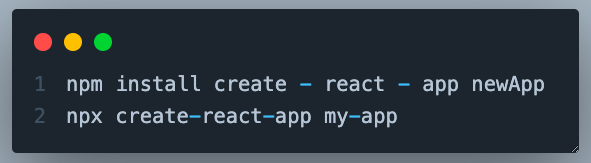 1 npm install create - react - app newApp
2 npx create-react-app my-app